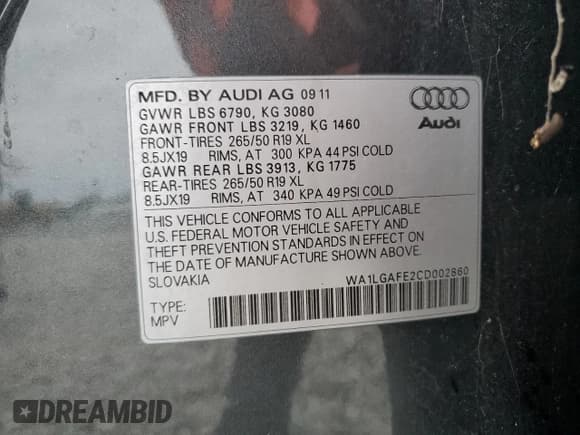 MFD. BY AUDI AG 09 11
GVWR LBS 6790, KG 3080
GAWR FRONT LBS 3219, KG 1460
FRONT-TIRES 265/50 R19 XL
8.5JX19 RIMS, AT 300 KPA 44 PSI COLD
GAWR REAR LBS 3913, KG 1775
REAR-TIRES 265/50 R19 XL
8.5JX19 RIMS, AT 340 KPA 49 PSI COLD
Audi
THIS VEHICLE CONFORMS TO ALL APPLICABLE
U.S. FEDERAL MOTOR VEHICLE SAFETY AND
THEFT PREVENTION STANDARDS IN EFFECT ON
THE DATE OF MANUFACTURE SHOWN ABOVE.
SLOVAKIA
WA1LGAFE2CD002860
TYPE:
MPV
DREAMBID